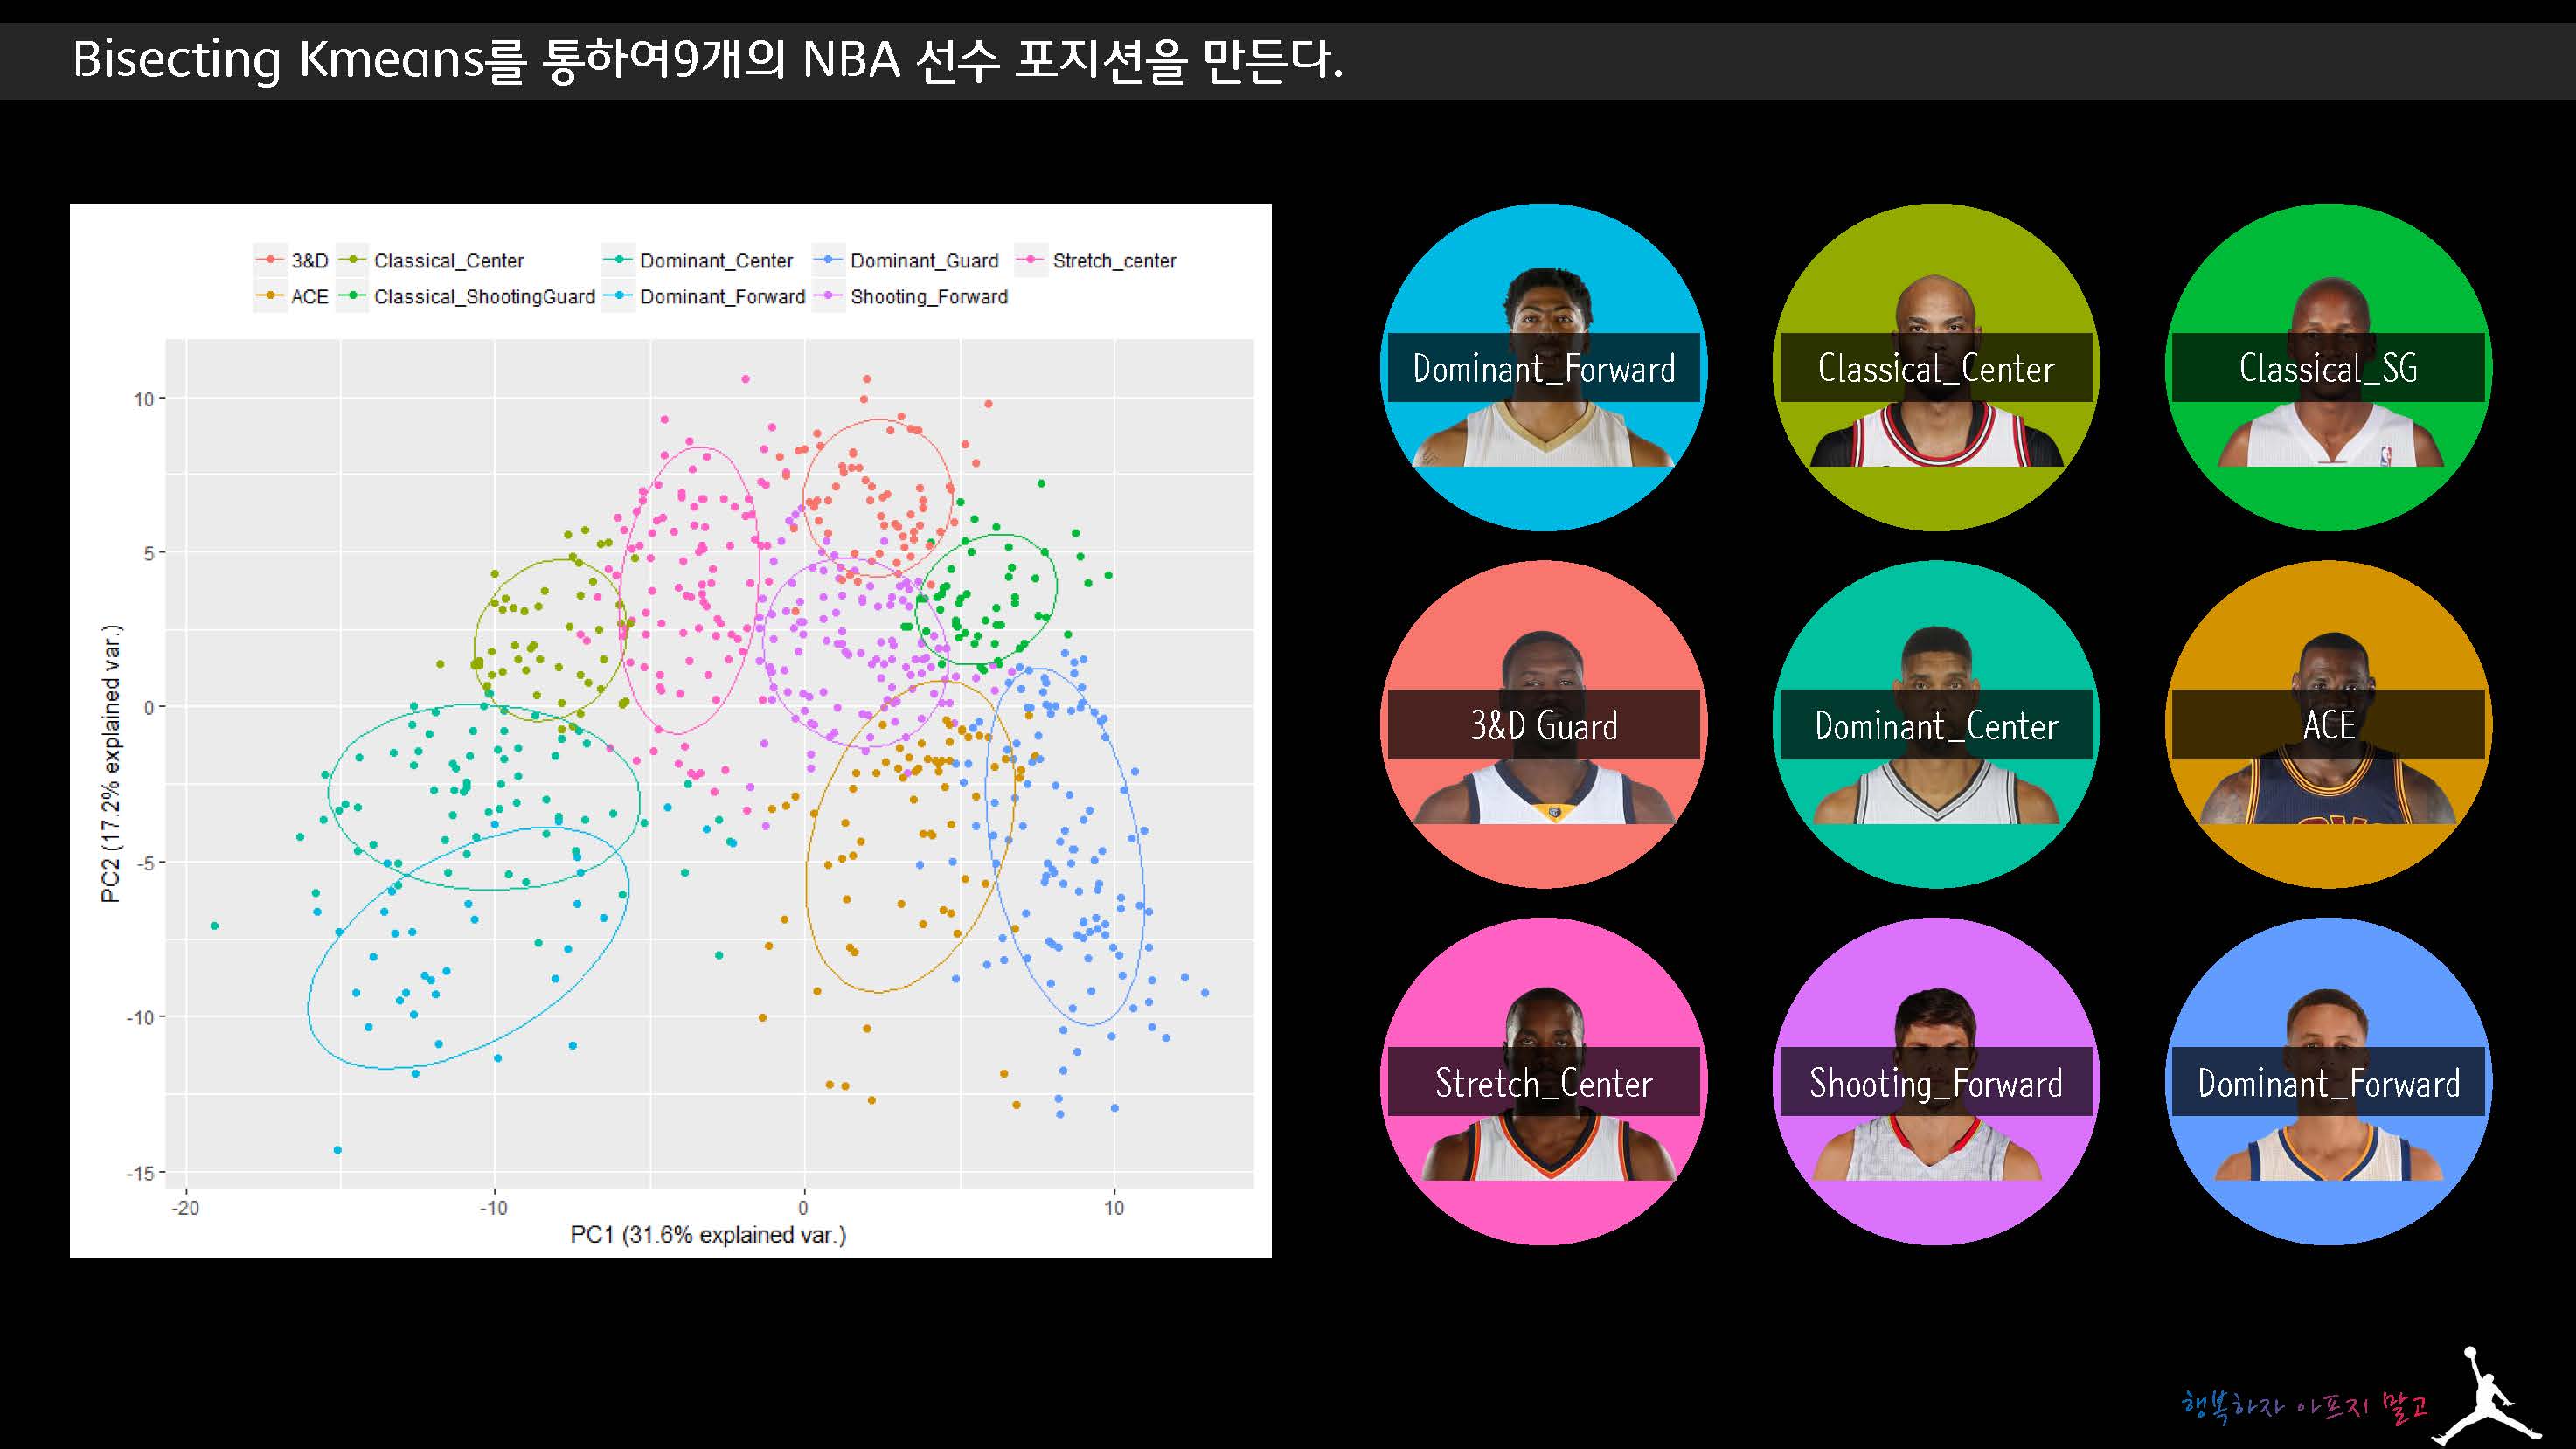 Bisecting Kmeans를 통하여9개의 NBA 선수 포지션을 만든다.
3&D Classical_Center Dominant_Center Dominant_Guard Stretch_center
ACE Classical_ShootingGuard Dominant_Forward Shooting_Forward
10
5
0
-5
-10
-15
PC2 (17.2% explained var.)
-20 -10 0 10
PC1 (31.6% explained var.)
Dominant_Forward Classical_Center Classical_SG
3&D Guard Dominant_Center ACE
Stretch_Center Shooting_Forward Dominant_Forward
행복하자 아프지 말고